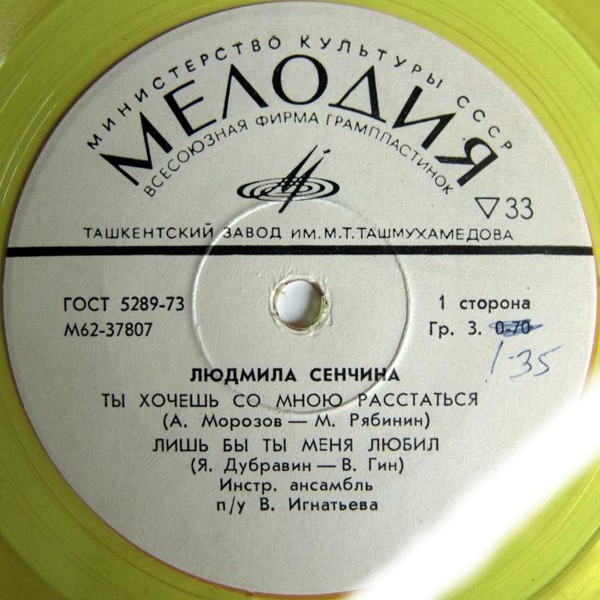 МИНИСТЕРСТВО КУЛЬТУРЫ СССР
МЕЛОДИЯ
ВСЕСОЮЗНАЯ ФИРМА ГРАМПЛАСТИНОК
▽33
ТАШКЕНТСКИЙ ЗАВОД ИМ. М.Т. ТАШМУХАМЕДОВА
ГОСТ 5289-73
1 сторона
М62-37807
Гр. 3. 0-70
1-35
ЛЮДМИЛА СЕНЧИНА
ТЫ ХОЧЕШЬ СО МНОЮ РАССТАТЬСЯ
(А. Морозов — М. Рябинин)
ЛИШЬ БЫ ТЫ МЕНЯ ЛЮБИЛ
(Я. Дубравин — В. Гин)
Инстр. ансамбль
п/у В. Игнатьева